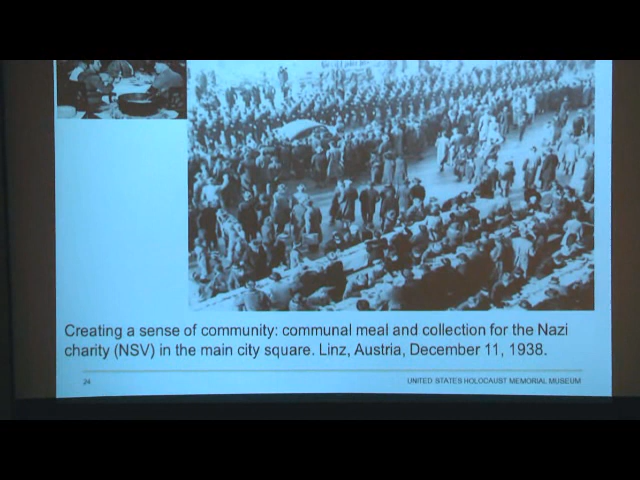 Creating a sense of community: communal meal and collection for the Nazi
charity (NSV) in the main city square. Linz, Austria, December 11, 1938.
24
UNITED STATES HOLOCAUST MEMORIAL MUSEUM